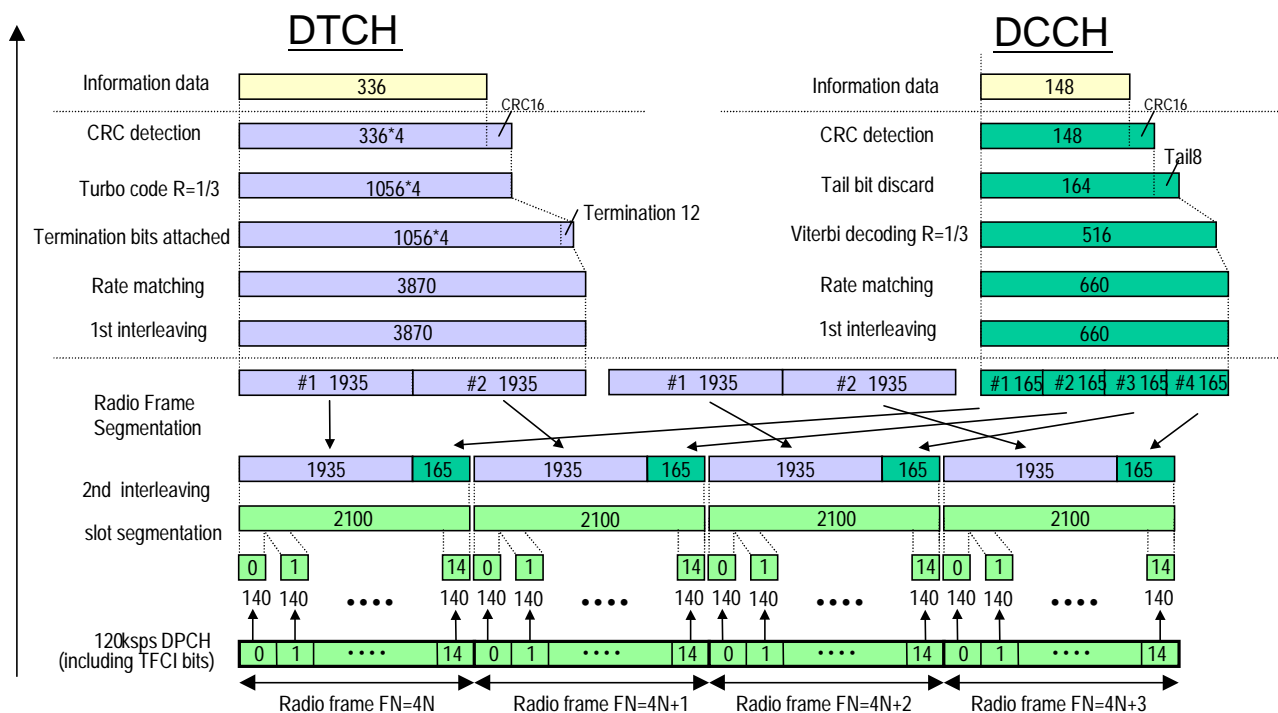 DTCH
DCCH
Information data
336
Information data
148
CRC16
CRC16
CRC detection
336*4
CRC detection
148
Tail8
Turbo code R=1/3
1056*4
Tail bit discard
164
Termination 12
Termination bits attached
1056*4
Viterbi decoding R=1/3
516
Rate matching
3870
Rate matching
660
1st interleaving
3870
1st interleaving
660
#1 1935
#2 1935
#1 1935
#2 1935
#1 165
#2 165
#3 165
#4 165
Radio Frame
Segmentation
1935
165
1935
165
1935
165
1935
165
2nd interleaving
2100
2100
2100
2100
slot segmentation
0 1 14 0 1 14 0 1 14 0 1 14
140 140 •••• 140 140 140 •••• 140 140 140 •••• 140 140 140 •••• 140
120ksps DPCH
(including TFCI bits)
0 1 •••• 14 0 1 •••• 14 0 1 •••• 14 0 1 •••• 14
Radio frame FN=4N
Radio frame FN=4N+1
Radio frame FN=4N+2
Radio frame FN=4N+3